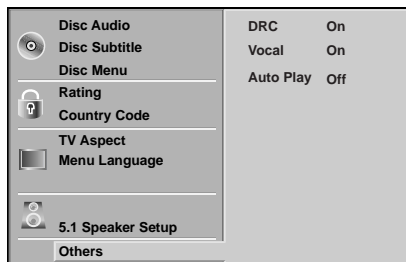 Disc Audio
Disc Subtitle
Disc Menu
Rating
Country Code
TV Aspect
Menu Language
5.1 Speaker Setup
Others
DRC On
Vocal On
Auto Play Off